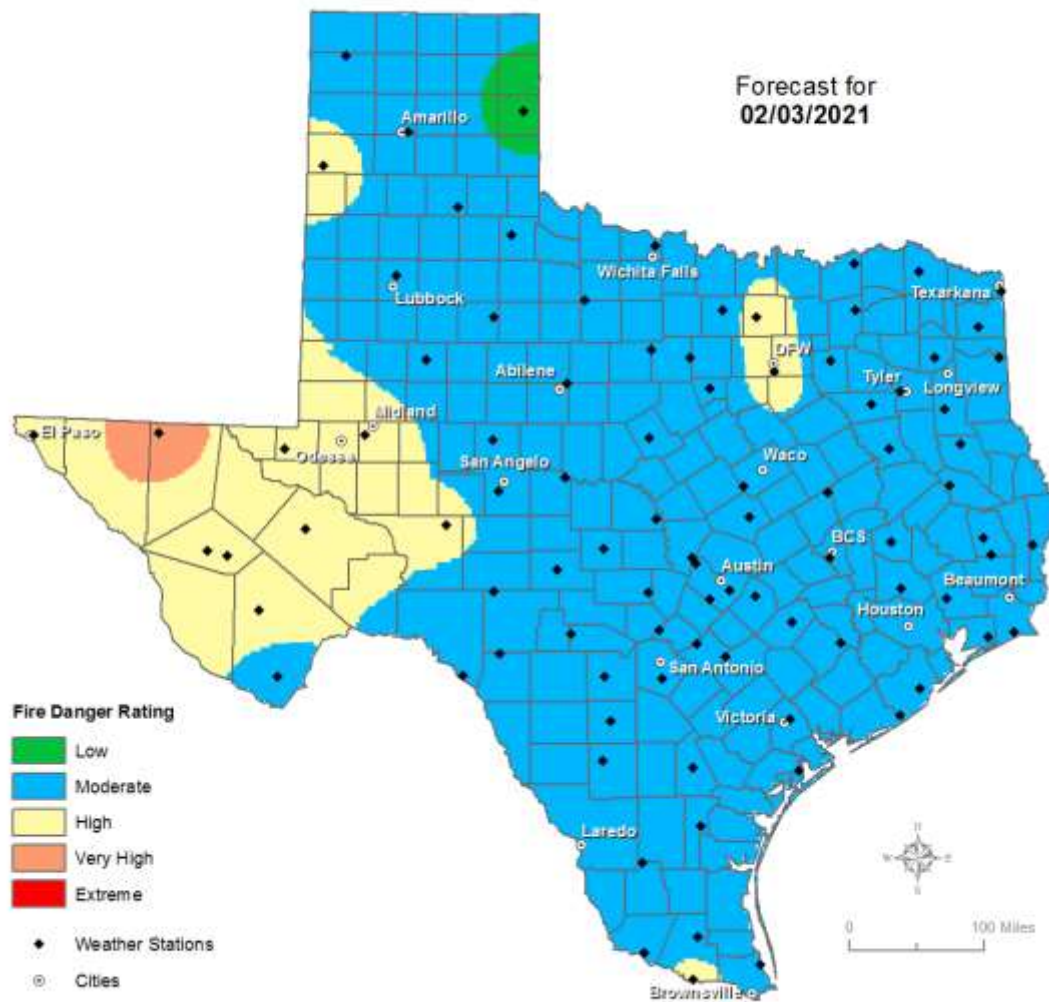 Forecast for
02/03/2021
Amarillo
Wichita Falls
Lubbock
Texarkana
DFW
Abilene
Tyler
Longview
Midland
El Paso
Odessa
San Angelo
Waco
BCS
Austin
Beaumont
Houston
San Antonio
Victoria
Laredo
Brownsville
Fire Danger Rating
Low
Moderate
High
Very High
Extreme
Weather Stations
Cities
N
W
E
S
0
100 Miles